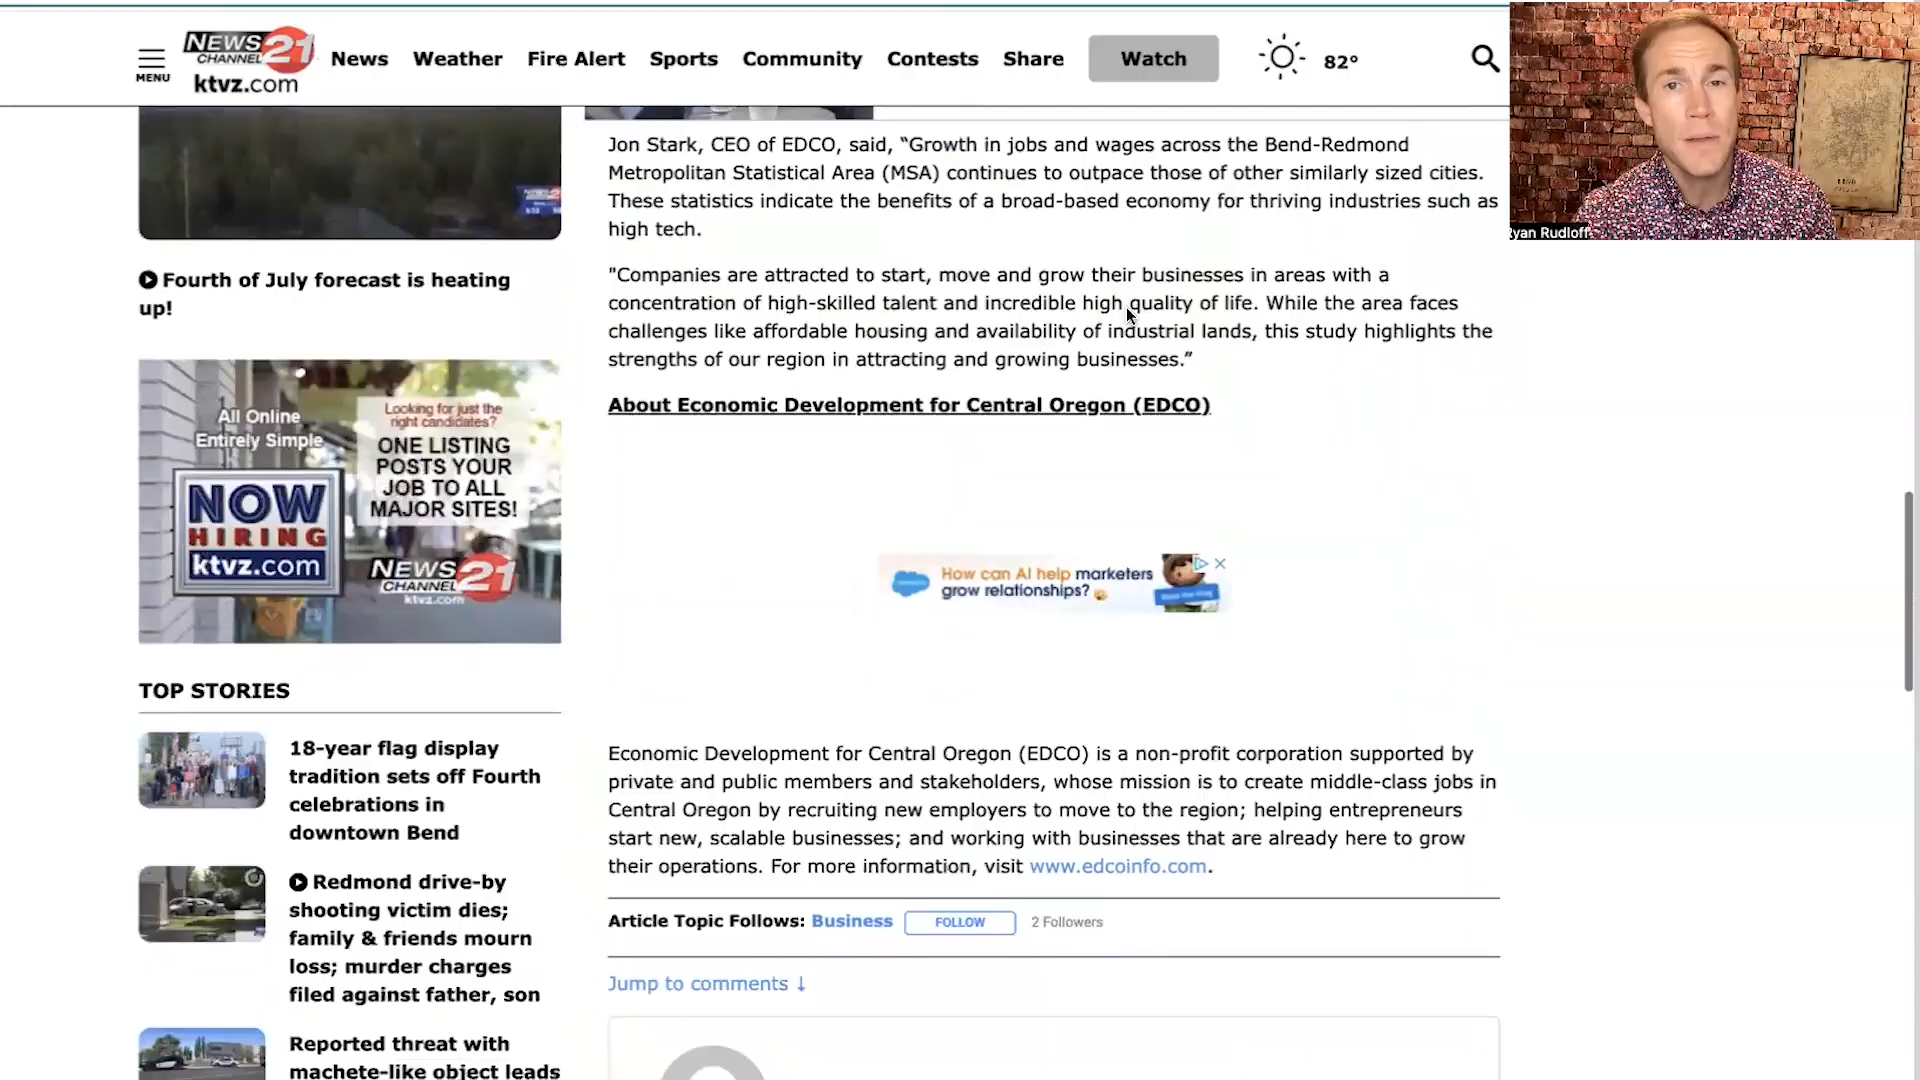 MENU
NEWS 21
CHANNEL
ktvz.com
News
Weather
Fire Alert
Sports
Community
Contests
Share
Watch
82°
Ryan Rudloff
Fourth of July forecast is heating
up!
All Online
Entirely Simple
NOW
HIRING
ktvz.com
Looking for just the
right candidates?
ONE LISTING
POSTS YOUR
JOB TO ALL
MAJOR SITES!
NEWS 21
CHANNEL
ktvz.com
TOP STORIES
18-year flag display
tradition sets off Fourth
celebrations in
downtown Bend
Redmond drive-by
shooting victim dies;
family & friends mourn
loss; murder charges
filed against father, son
Reported threat with
machete-like object leads
Jon Stark, CEO of EDCO, said, “Growth in jobs and wages across the Bend-Redmond
Metropolitan Statistical Area (MSA) continues to outpace those of other similarly sized cities.
These statistics indicate the benefits of a broad-based economy for thriving industries such as
high tech.
"Companies are attracted to start, move and grow their businesses in areas with a
concentration of high-skilled talent and incredible high quality of life. While the area faces
challenges like affordable housing and availability of industrial lands, this study highlights the
strengths of our region in attracting and growing businesses.”
About Economic Development for Central Oregon (EDCO)
How can AI help marketers
grow relationships?
Economic Development for Central Oregon (EDCO) is a non-profit corporation supported by
private and public members and stakeholders, whose mission is to create middle-class jobs in
Central Oregon by recruiting new employers to move to the region; helping entrepreneurs
start new, scalable businesses; and working with businesses that are already here to grow
their operations. For more information, visit www.edcoinfo.com.
Article Topic Follows: Business
FOLLOW
2 Followers
Jump to comments ↓